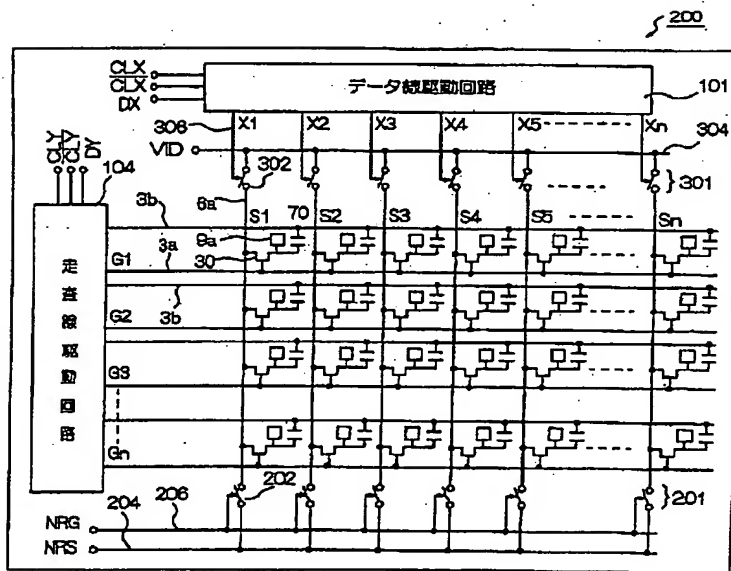 200
CLX
CLX
DX
データ線駆動回路
101
306
X1 X2 X3 X4 X5 Xn
304
VID
302
301
CLY CLY DY
104
6a
3b
S1 70 S2 S3 S4 S5 Sn
9a
3a
30
G1
G2
3b
G3
Gn
走査線駆動回路
202
201
204
206
NRG
NRS